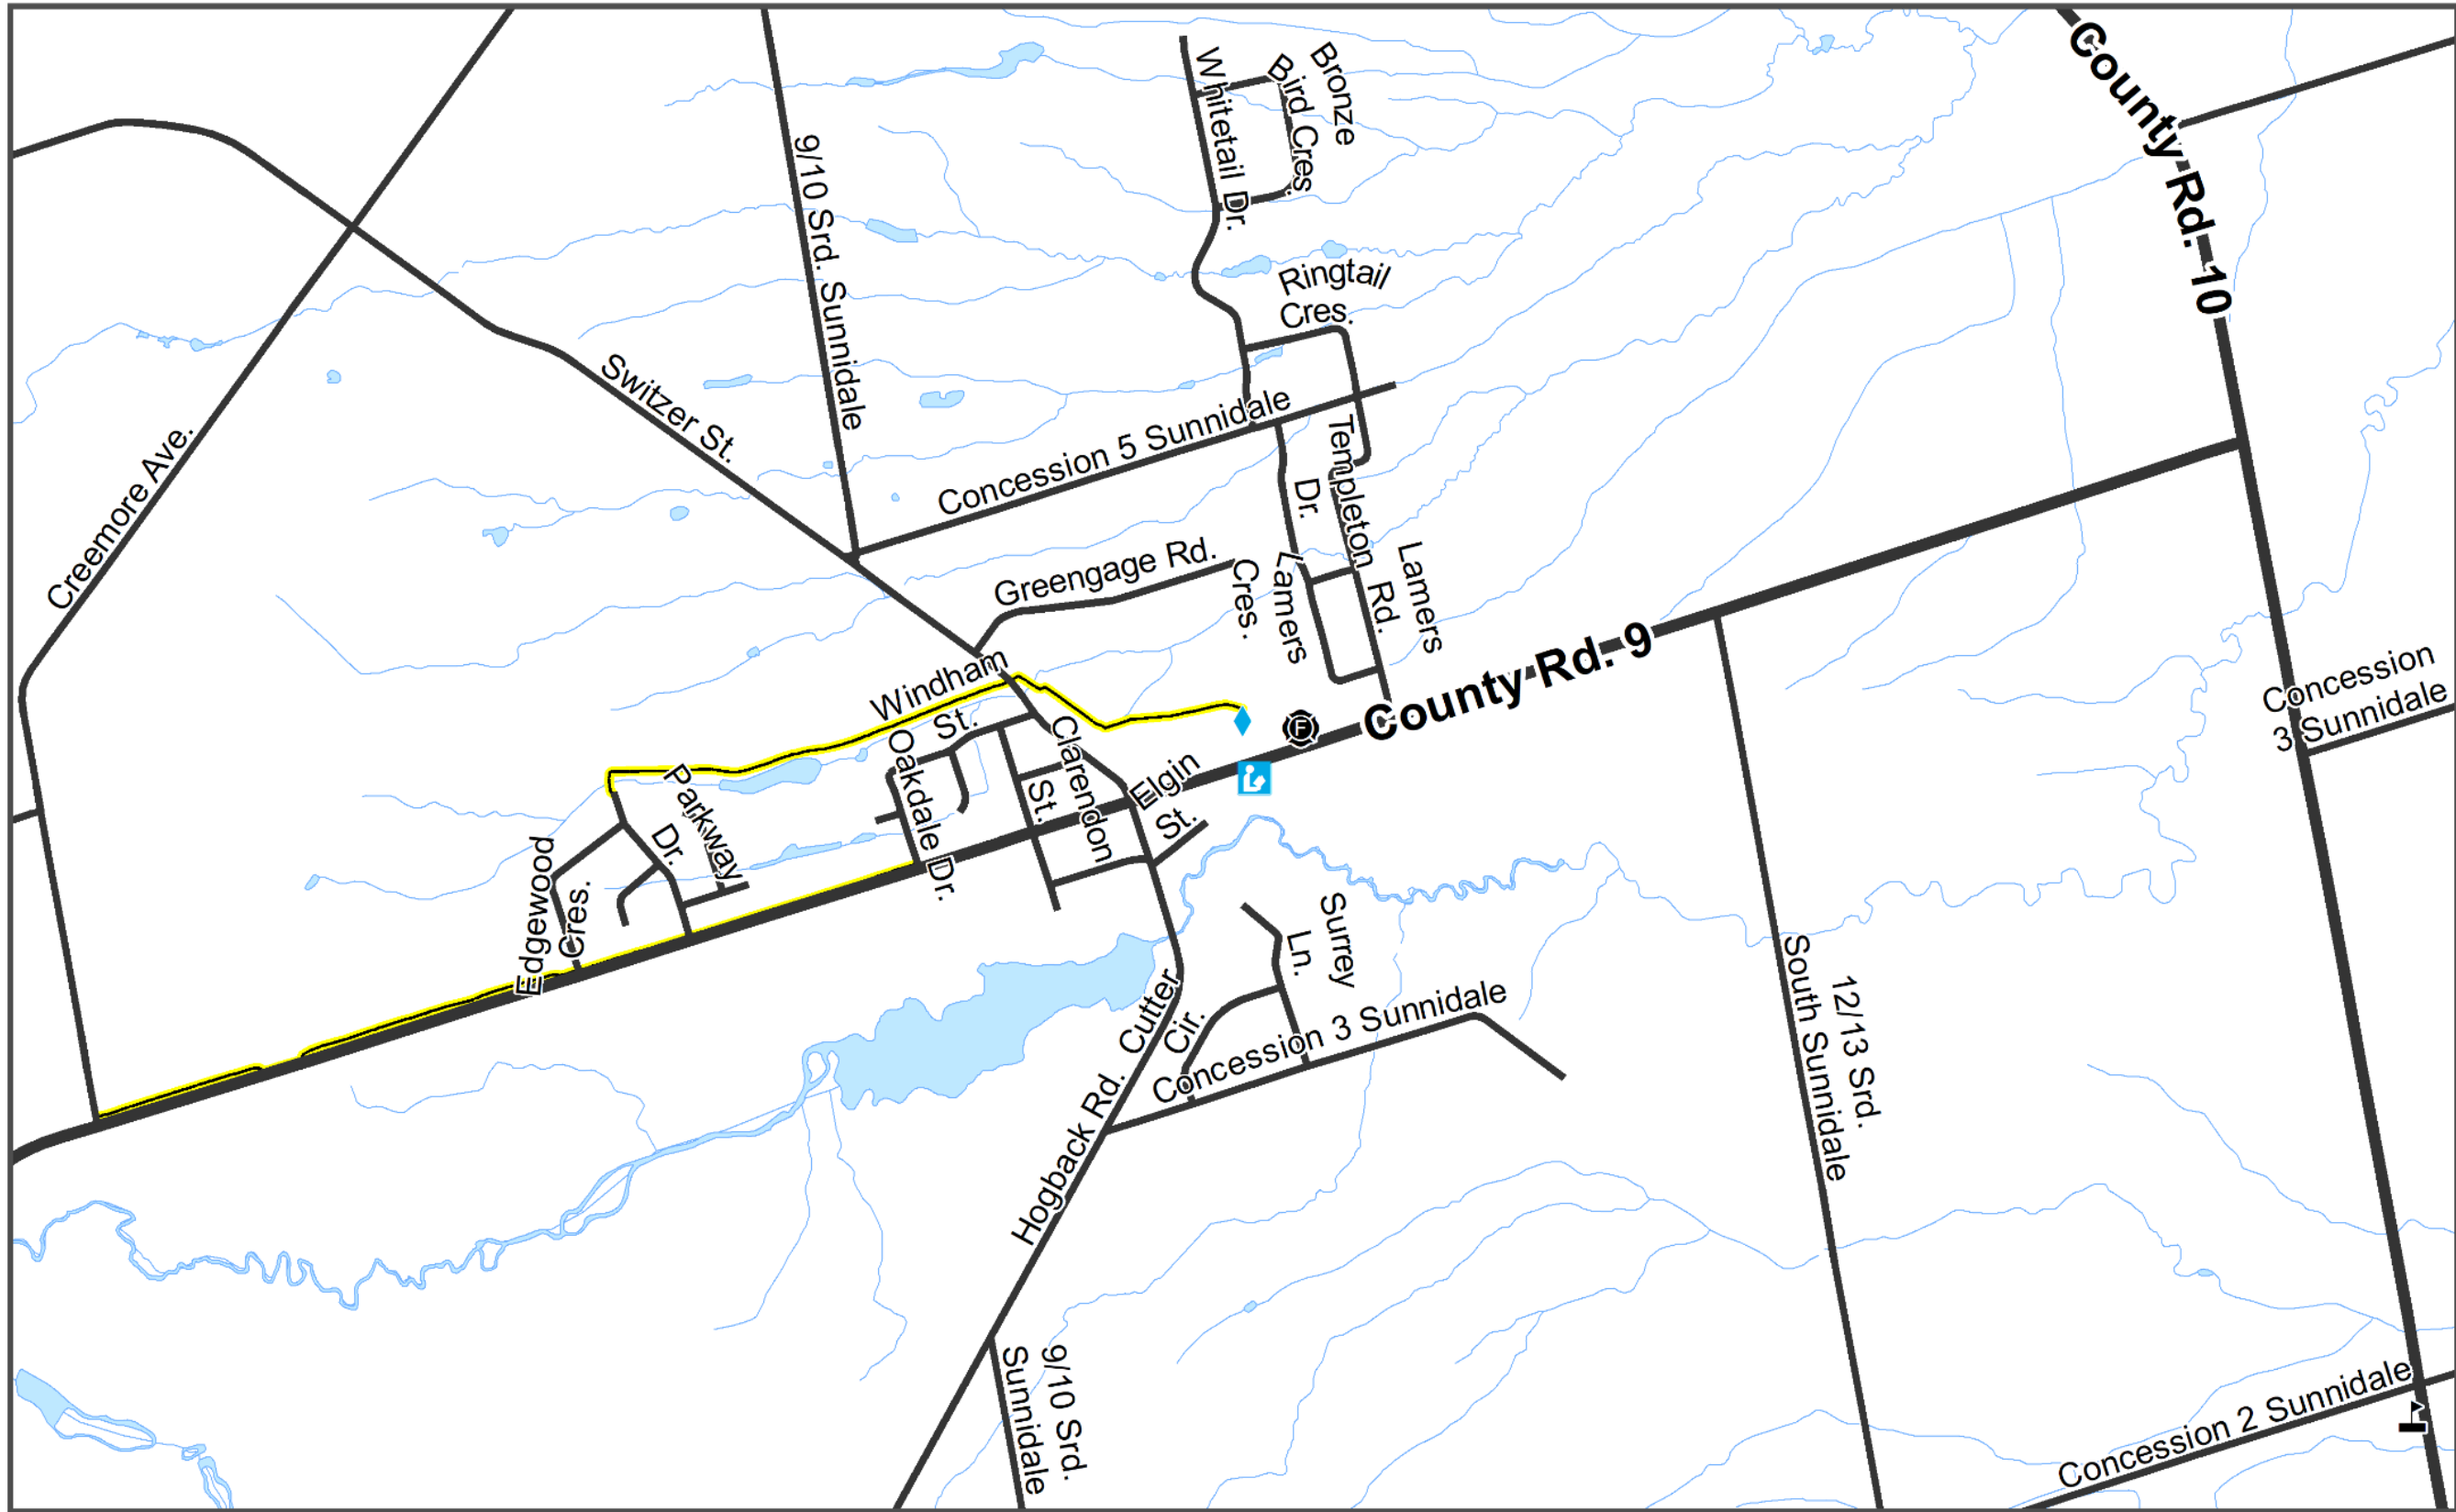 County Rd. 10
Bronze
Bird Cres.
Whitetail Dr.
9/10 Srd. Sunnidale
Ringtail
Cres.
Switzer St.
Creemore Ave.
Concession 5 Sunnidale
Templeton Rd.
Lamers
Dr.
Greengage Rd.
Lamers
Cres.
County Rd. 9
Windham
St.
Concession
3 Sunnidale
Clarendon
St.
Oakdale Dr.
Elgin
St.
F
Parkway
Dr.
Edgewood
Cres.
Surrey
Ln.
Cutter
Cir.
Concession 3 Sunnidale
12/13 Srd.
South Sunnidale
Hogback Rd.
9/10 Srd.
Sunnidale
Concession 2 Sunnidale